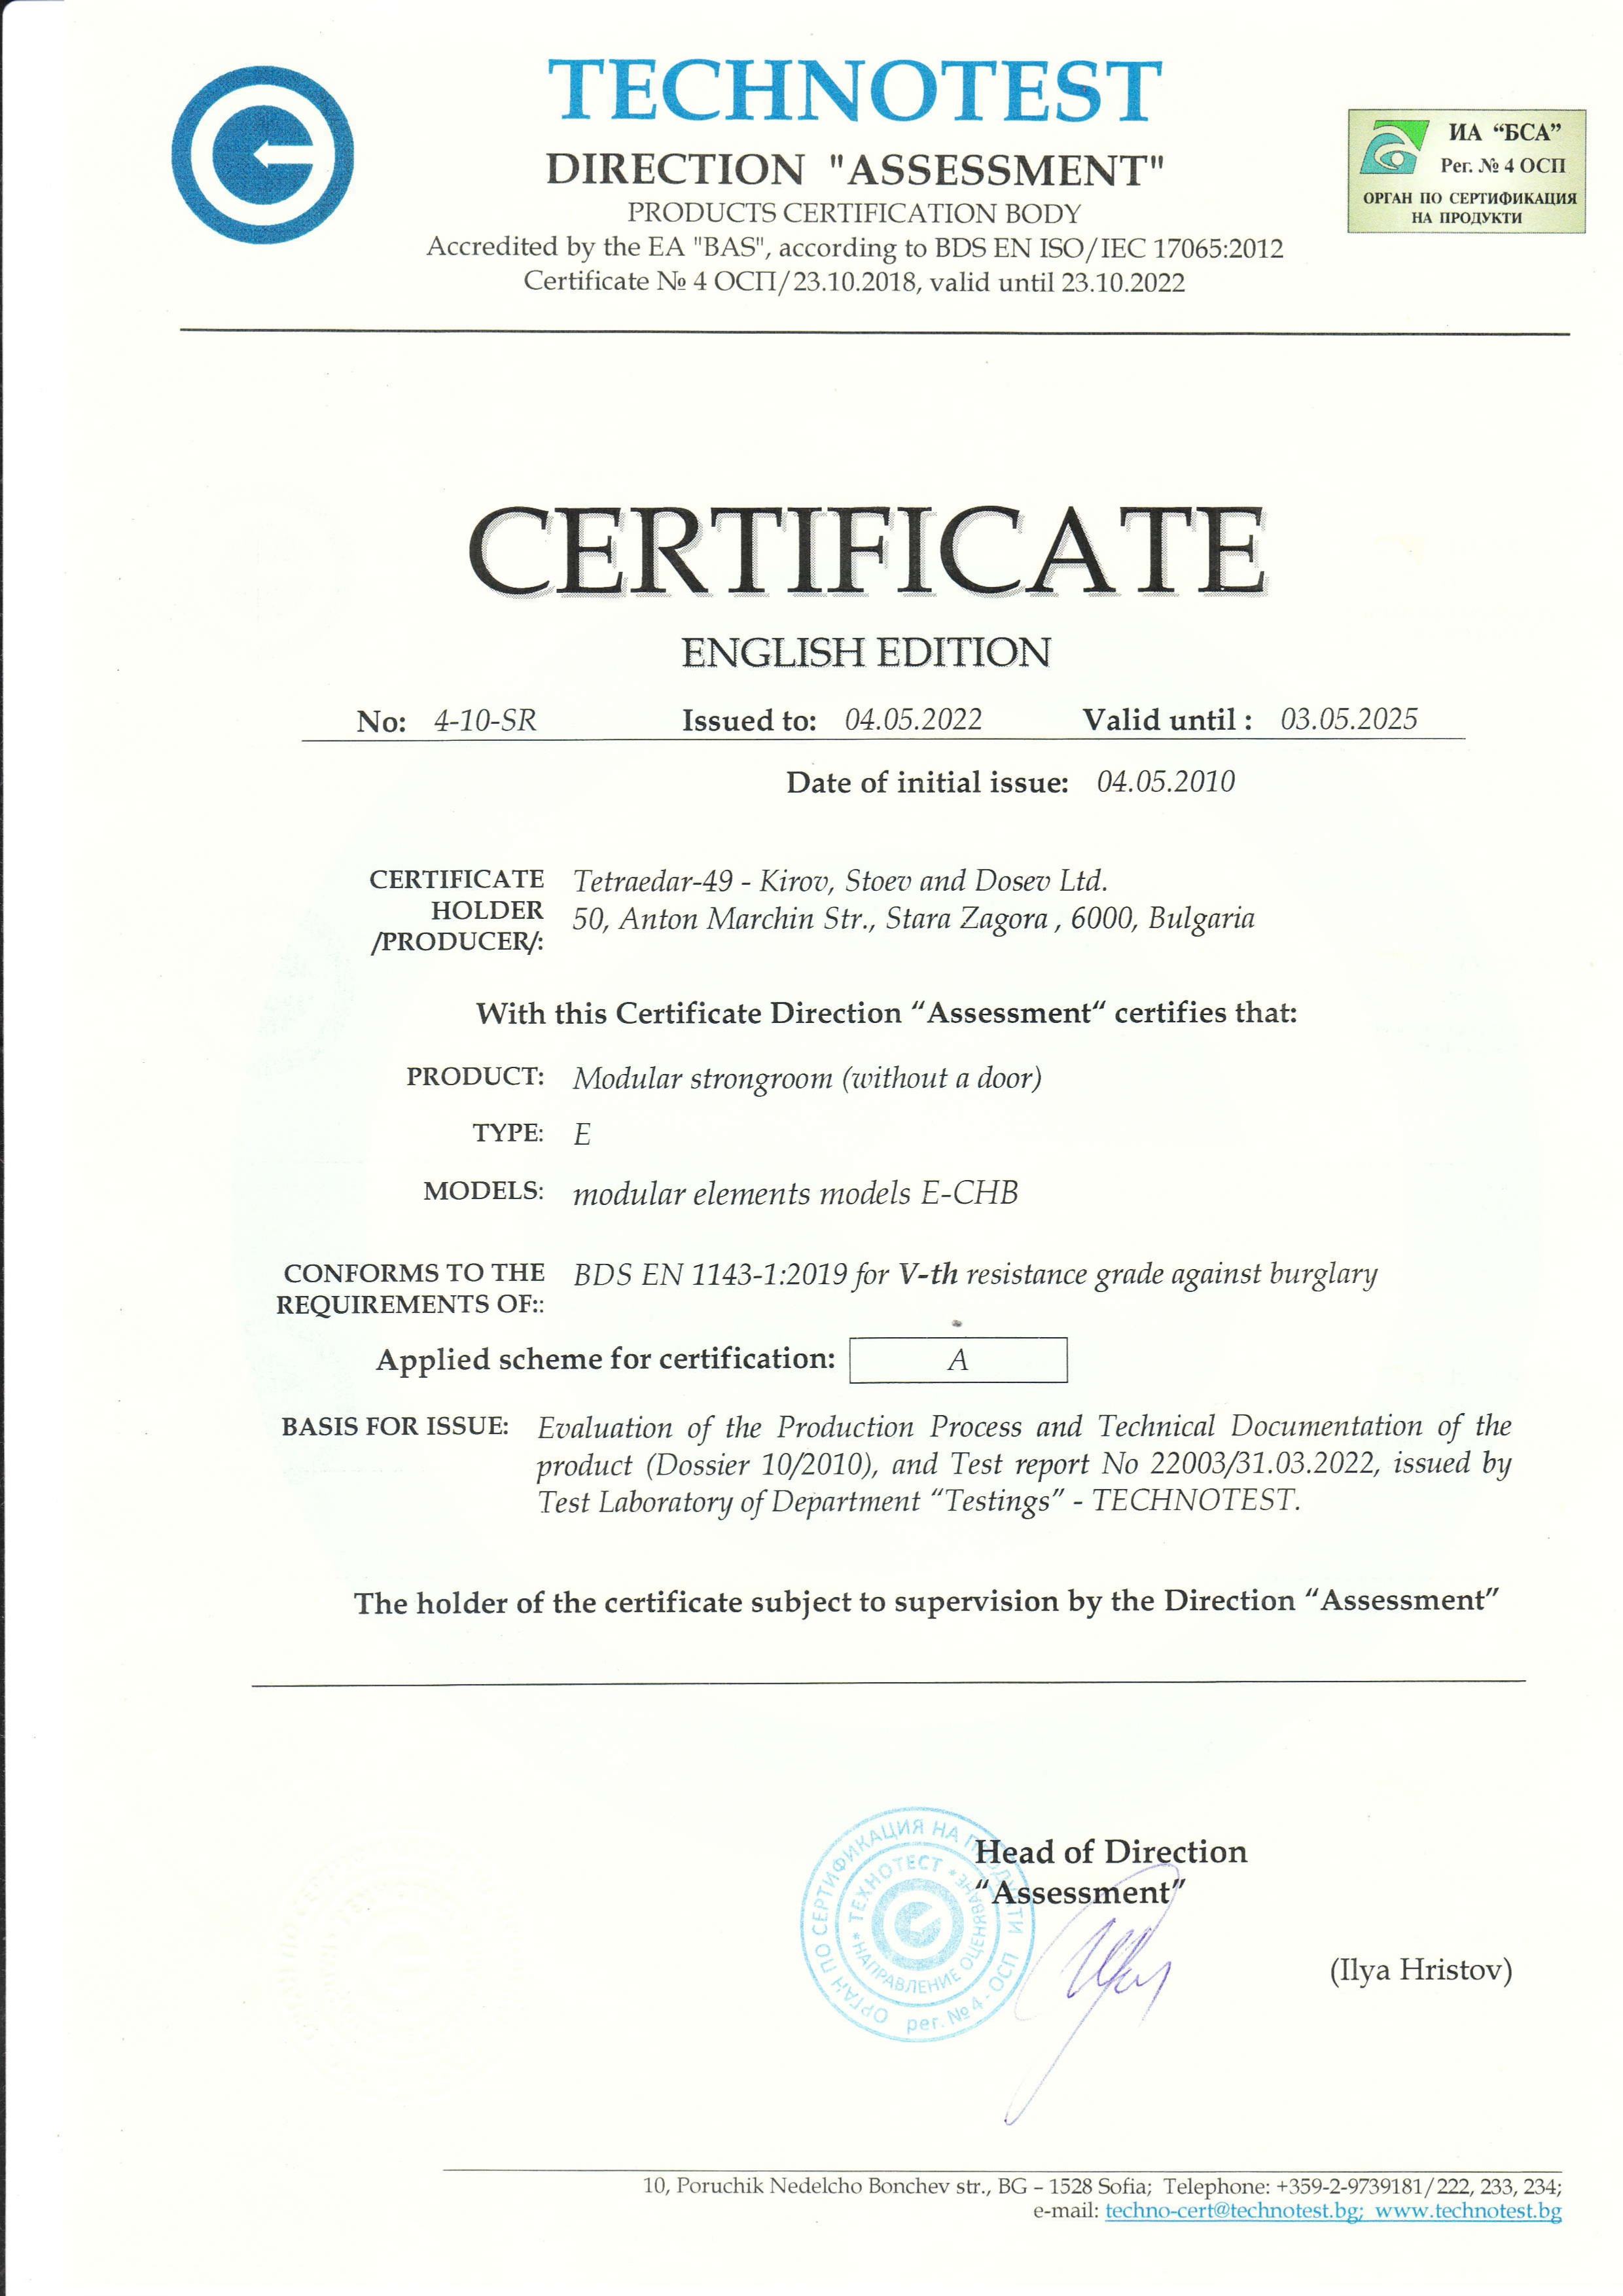 TECHNOTEST
DIRECTION "ASSESSMENT"
PRODUCTS CERTIFICATION BODY
Accredited by the EA "BAS", according to BDS EN ISO/IEC 17065:2012
Certificate № 4 ОСП/23.10.2018, valid until 23.10.2022
ИА “БСА”
Рег. № 4 ОСП
ОРГАН ПО СЕРТИФИКАЦИЯ
НА ПРОДУКТИ
CERTIFICATE
ENGLISH EDITION
No: 4-10-SR Issued to: 04.05.2022 Valid until : 03.05.2025
Date of initial issue: 04.05.2010
CERTIFICATE Tetraedar-49 - Kirov, Stoev and Dosev Ltd.
HOLDER 50, Anton Marchin Str., Stara Zagora , 6000, Bulgaria
/PRODUCER/:
With this Certificate Direction “Assessment“ certifies that:
PRODUCT: Modular strongroom (without a door)
TYPE: E
MODELS: modular elements models E-CHB
CONFORMS TO THE BDS EN 1143-1:2019 for V-th resistance grade against burglary
REQUIREMENTS OF::
Applied scheme for certification: A
BASIS FOR ISSUE: Evaluation of the Production Process and Technical Documentation of the
product (Dossier 10/2010), and Test report No 22003/31.03.2022, issued by
Test Laboratory of Department “Testings” - TECHNOTEST.
The holder of the certificate subject to supervision by the Direction “Assessment”
Head of Direction
“Assessment”
(Ilya Hristov)
ОРГАН ПО СЕРТИФИКАЦИЯ НА ПРОДУКТИ
рег. № 4 - ОСП
ТЕХНОТЕСТ
НАПРАВЛЕНИЕ ОЦЕНЯВАНЕ
10, Poruchik Nedelcho Bonchev str., BG – 1528 Sofia; Telephone: +359-2-9739181/222, 233, 234;
e-mail: techno-cert@technotest.bg; www.technotest.bg